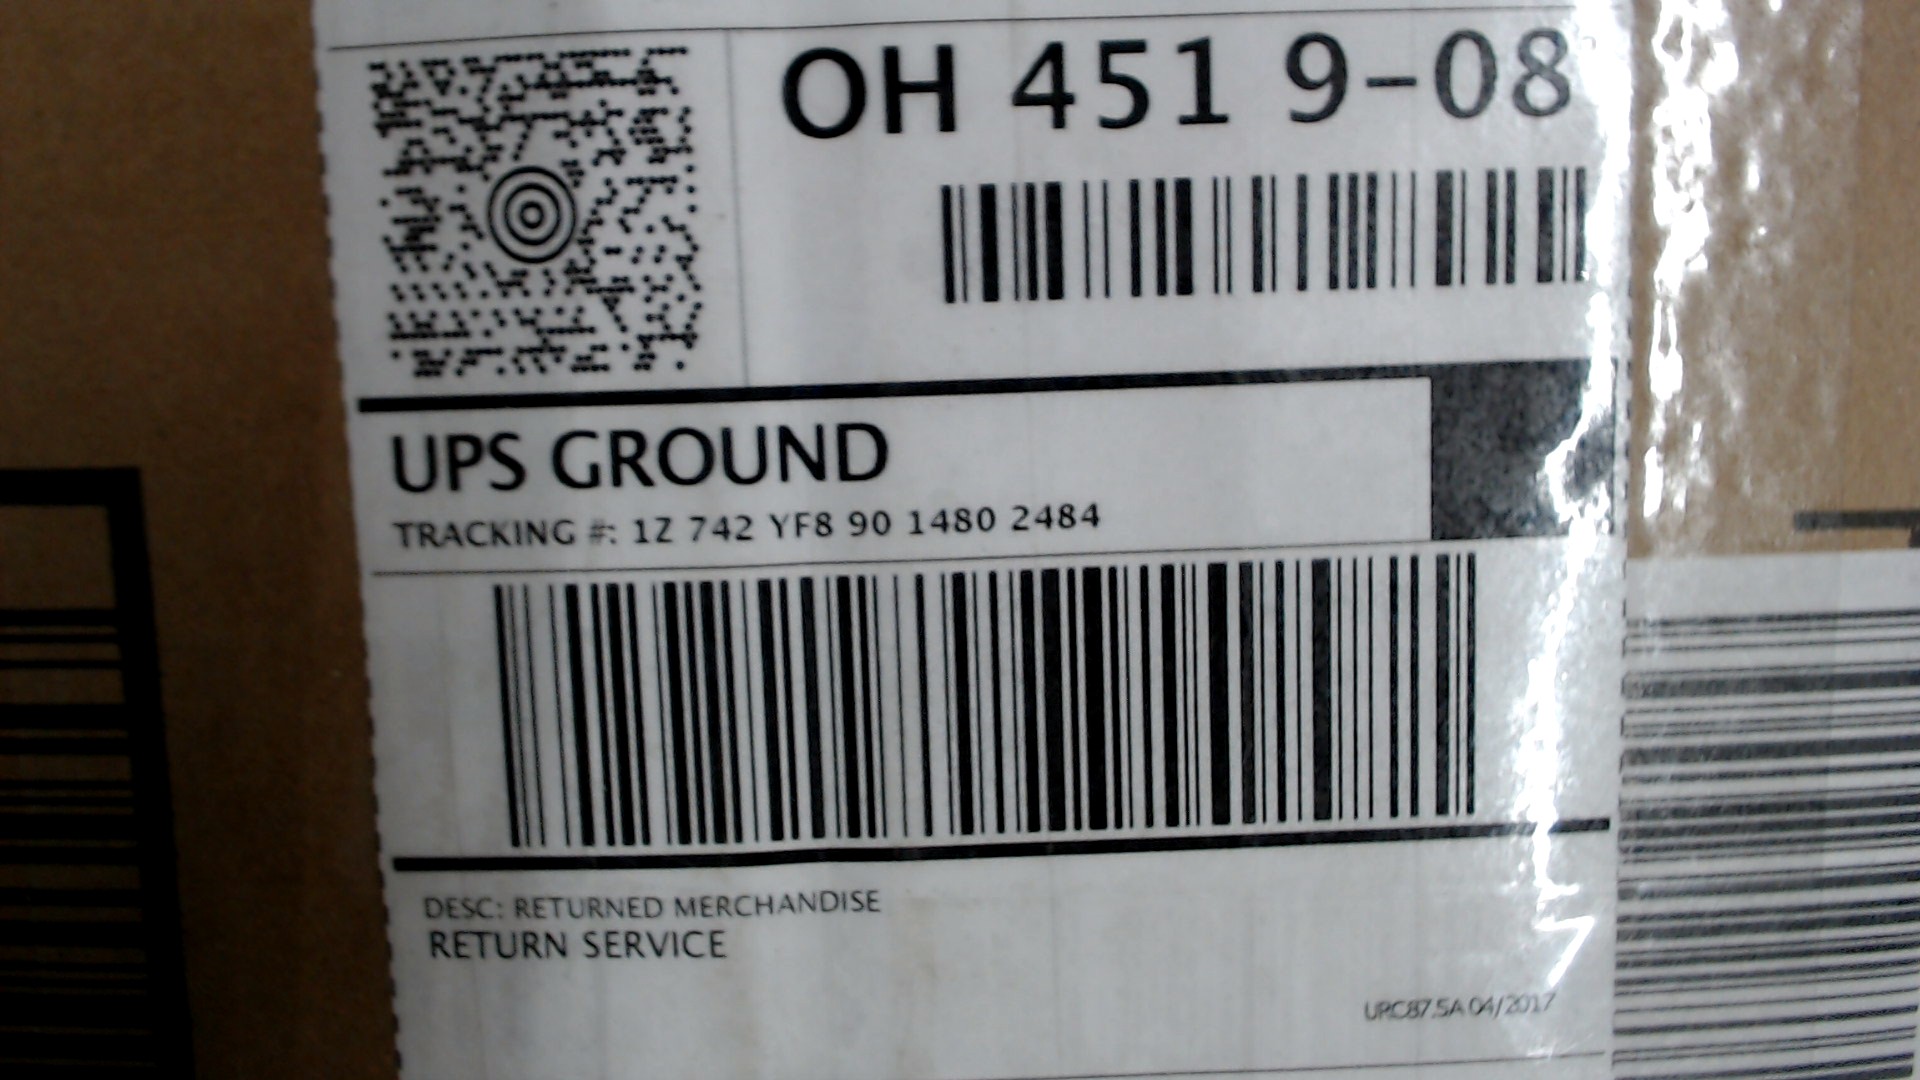 OH 451 9-08
UPS GROUND
TRACKING #: 1Z 742 YF8 90 1480 2484
DESC: RETURNED MERCHANDISE
RETURN SERVICE
URC87.5A 04/2017